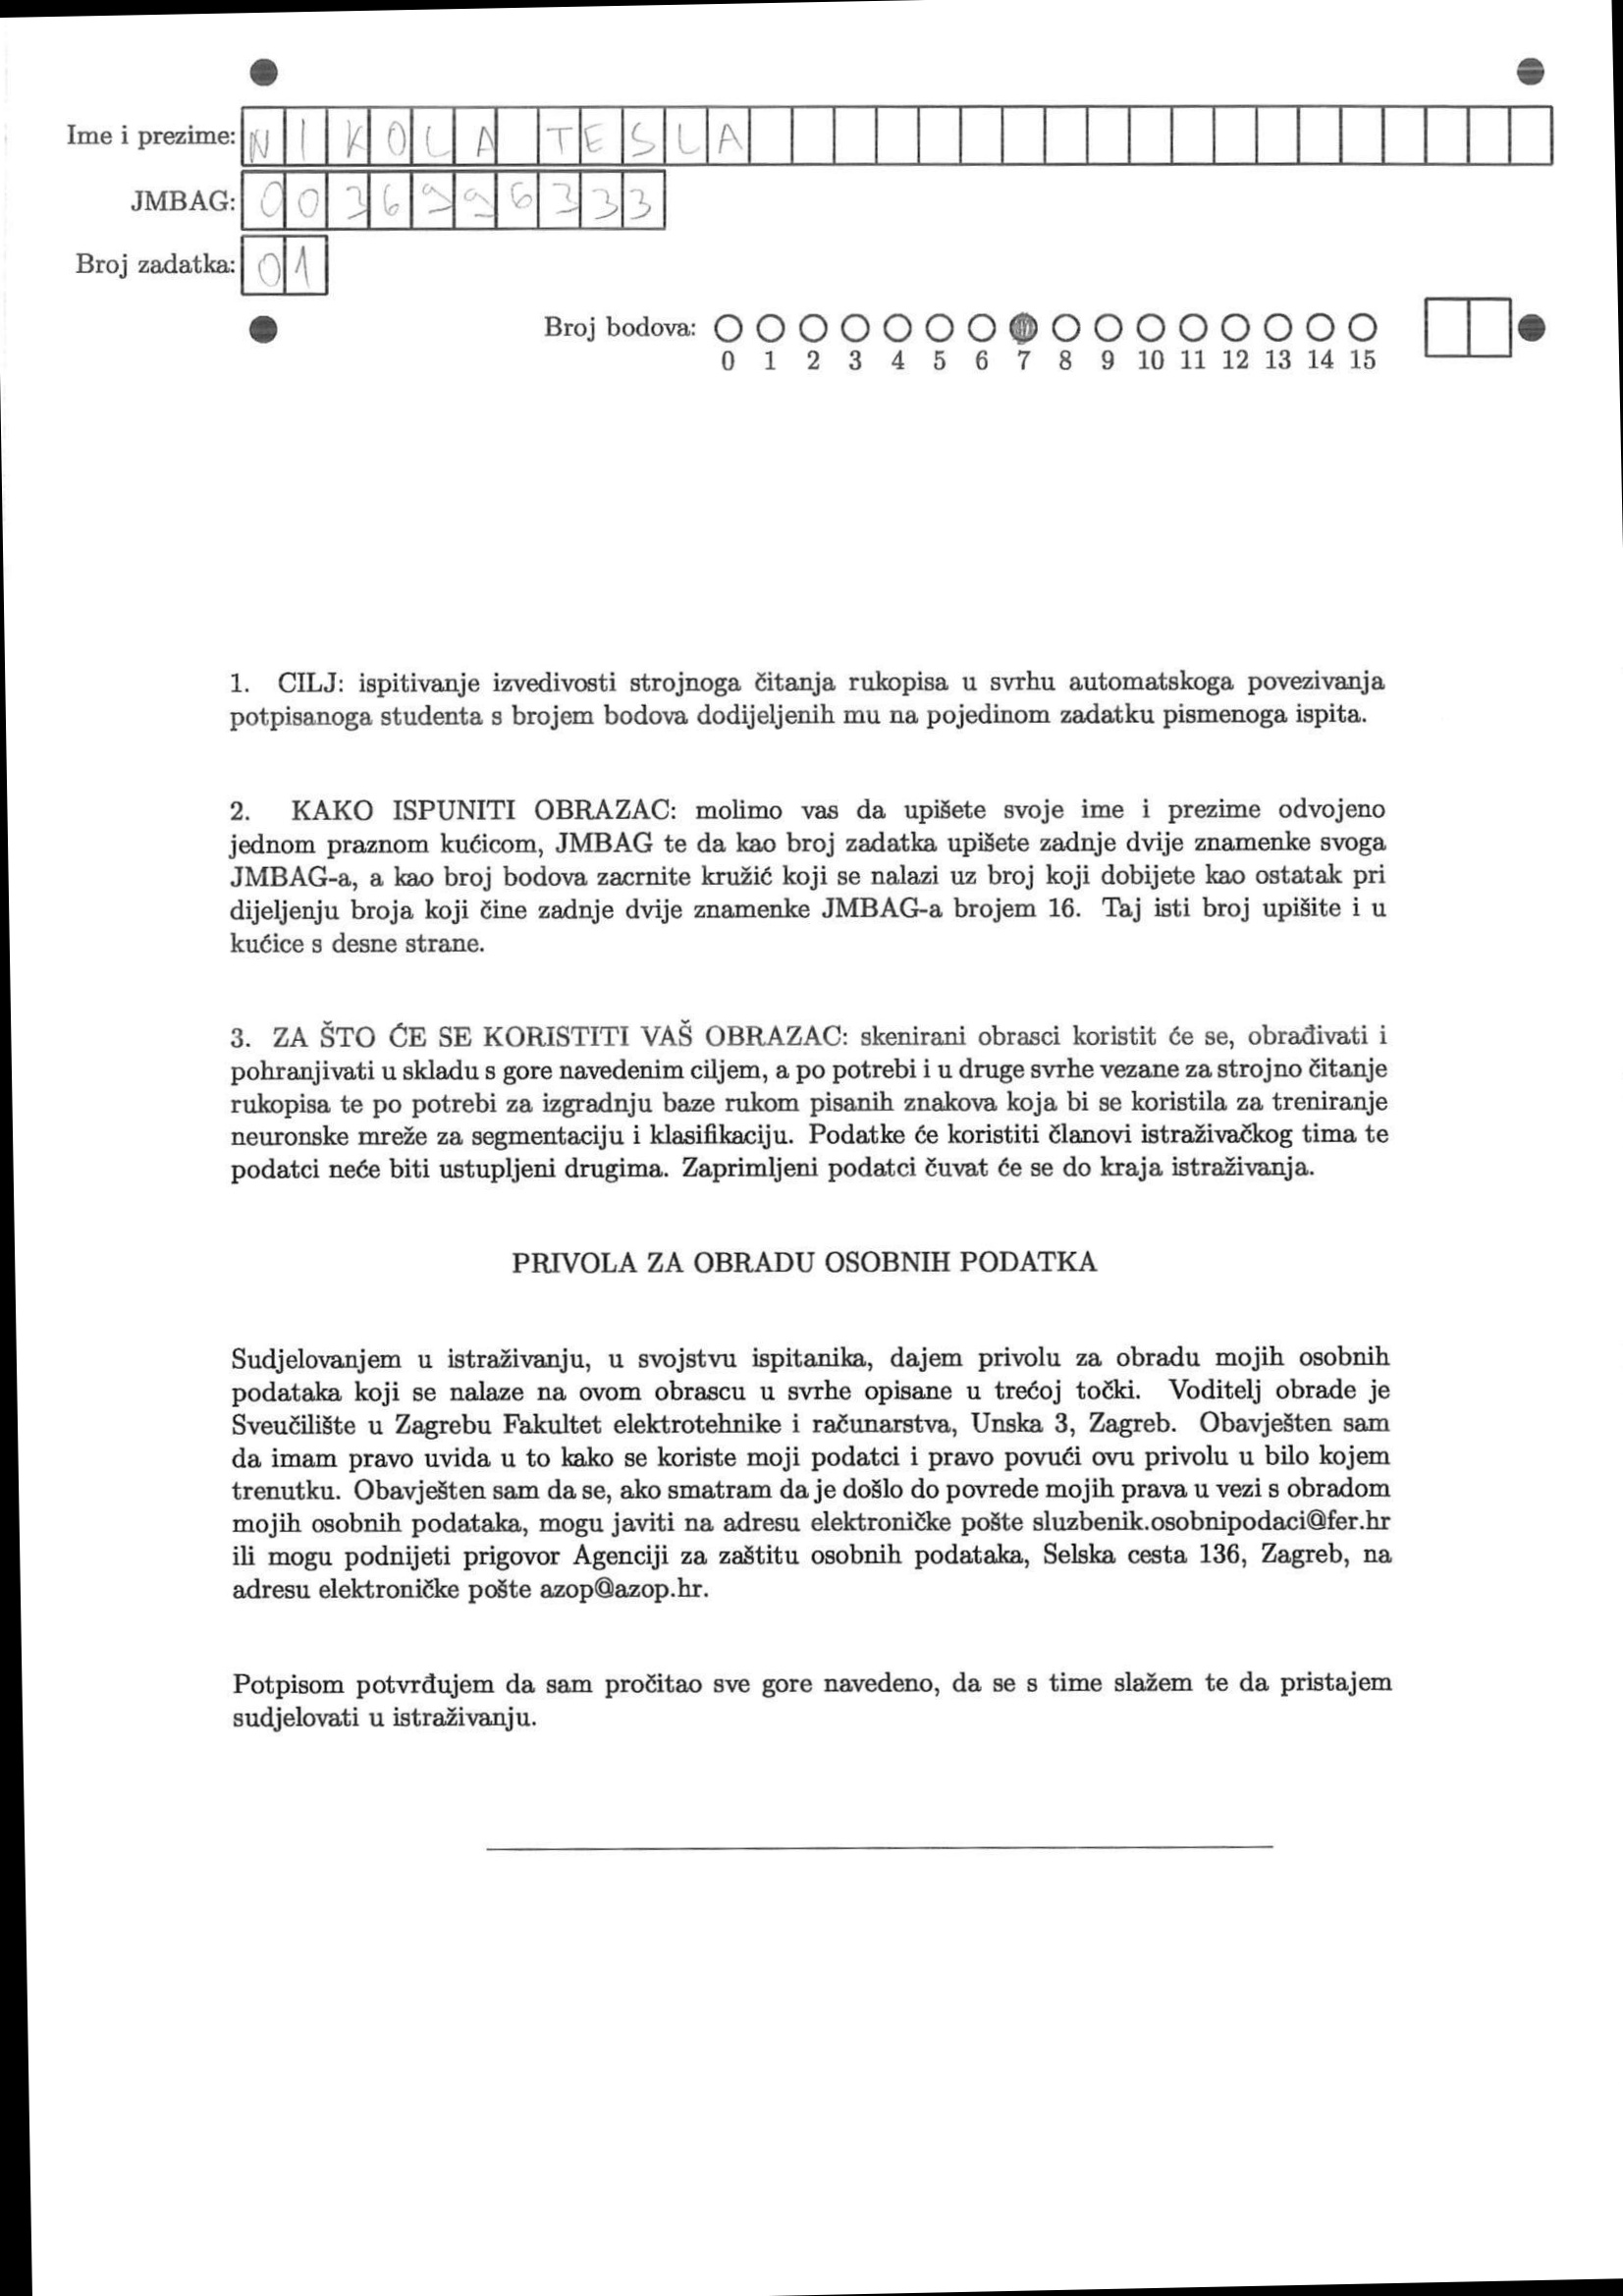 Ime i prezime: NIKOLA TESLA
JMBAG: 0036996333
Broj zadatka: 01
Broj bodova:
0 1 2 3 4 5 6 7 8 9 10 11 12 13 14 15
1. CILJ: ispitivanje izvedivosti strojnoga čitanja rukopisa u svrhu automatskoga povezivanja
potpisanoga studenta s brojem bodova dodijeljenih mu na pojedinom zadatku pismenoga ispita.
2. KAKO ISPUNITI OBRAZAC: molimo vas da upišete svoje ime i prezime odvojeno
jednom praznom kućicom, JMBAG te da kao broj zadatka upišete zadnje dvije znamenke svoga
JMBAG-a, a kao broj bodova zacrnite kružić koji se nalazi uz broj koji dobijete kao ostatak pri
dijeljenju broja koji čine zadnje dvije znamenke JMBAG-a brojem 16. Taj isti broj upišite i u
kućice s desne strane.
3. ZA ŠTO ĆE SE KORISTITI VAŠ OBRAZAC: skenirani obrasci koristit će se, obrađivati i
pohranjivati u skladu s gore navedenim ciljem, a po potrebi i u druge svrhe vezane za strojno čitanje
rukopisa te po potrebi za izgradnju baze rukom pisanih znakova koja bi se koristila za treniranje
neuronske mreže za segmentaciju i klasifikaciju. Podatke će koristiti članovi istraživačkog tima te
podatci neće biti ustupljeni drugima. Zaprimljeni podatci čuvat će se do kraja istraživanja.
PRIVOLA ZA OBRADU OSOBNIH PODATKA
Sudjelovanjem u istraživanju, u svojstvu ispitanika, dajem privolu za obradu mojih osobnih
podataka koji se nalaze na ovom obrascu u svrhe opisane u trećoj točki. Voditelj obrade je
Sveučilište u Zagrebu Fakultet elektrotehnike i računarstva, Unska 3, Zagreb. Obavješten sam
da imam pravo uvida u to kako se koriste moji podatci i pravo povući ovu privolu u bilo kojem
trenutku. Obavješten sam da se, ako smatram da je došlo do povrede mojih prava u vezi s obradom
mojih osobnih podataka, mogu javiti na adresu elektroničke pošte sluzbenik.osobnipodaci@fer.hr
ili mogu podnijeti prigovor Agenciji za zaštitu osobnih podataka, Selska cesta 136, Zagreb, na
adresu elektroničke pošte azop@azop.hr.
Potpisom potvrđujem da sam pročitao sve gore navedeno, da se s time slažem te da pristajem
sudjelovati u istraživanju.